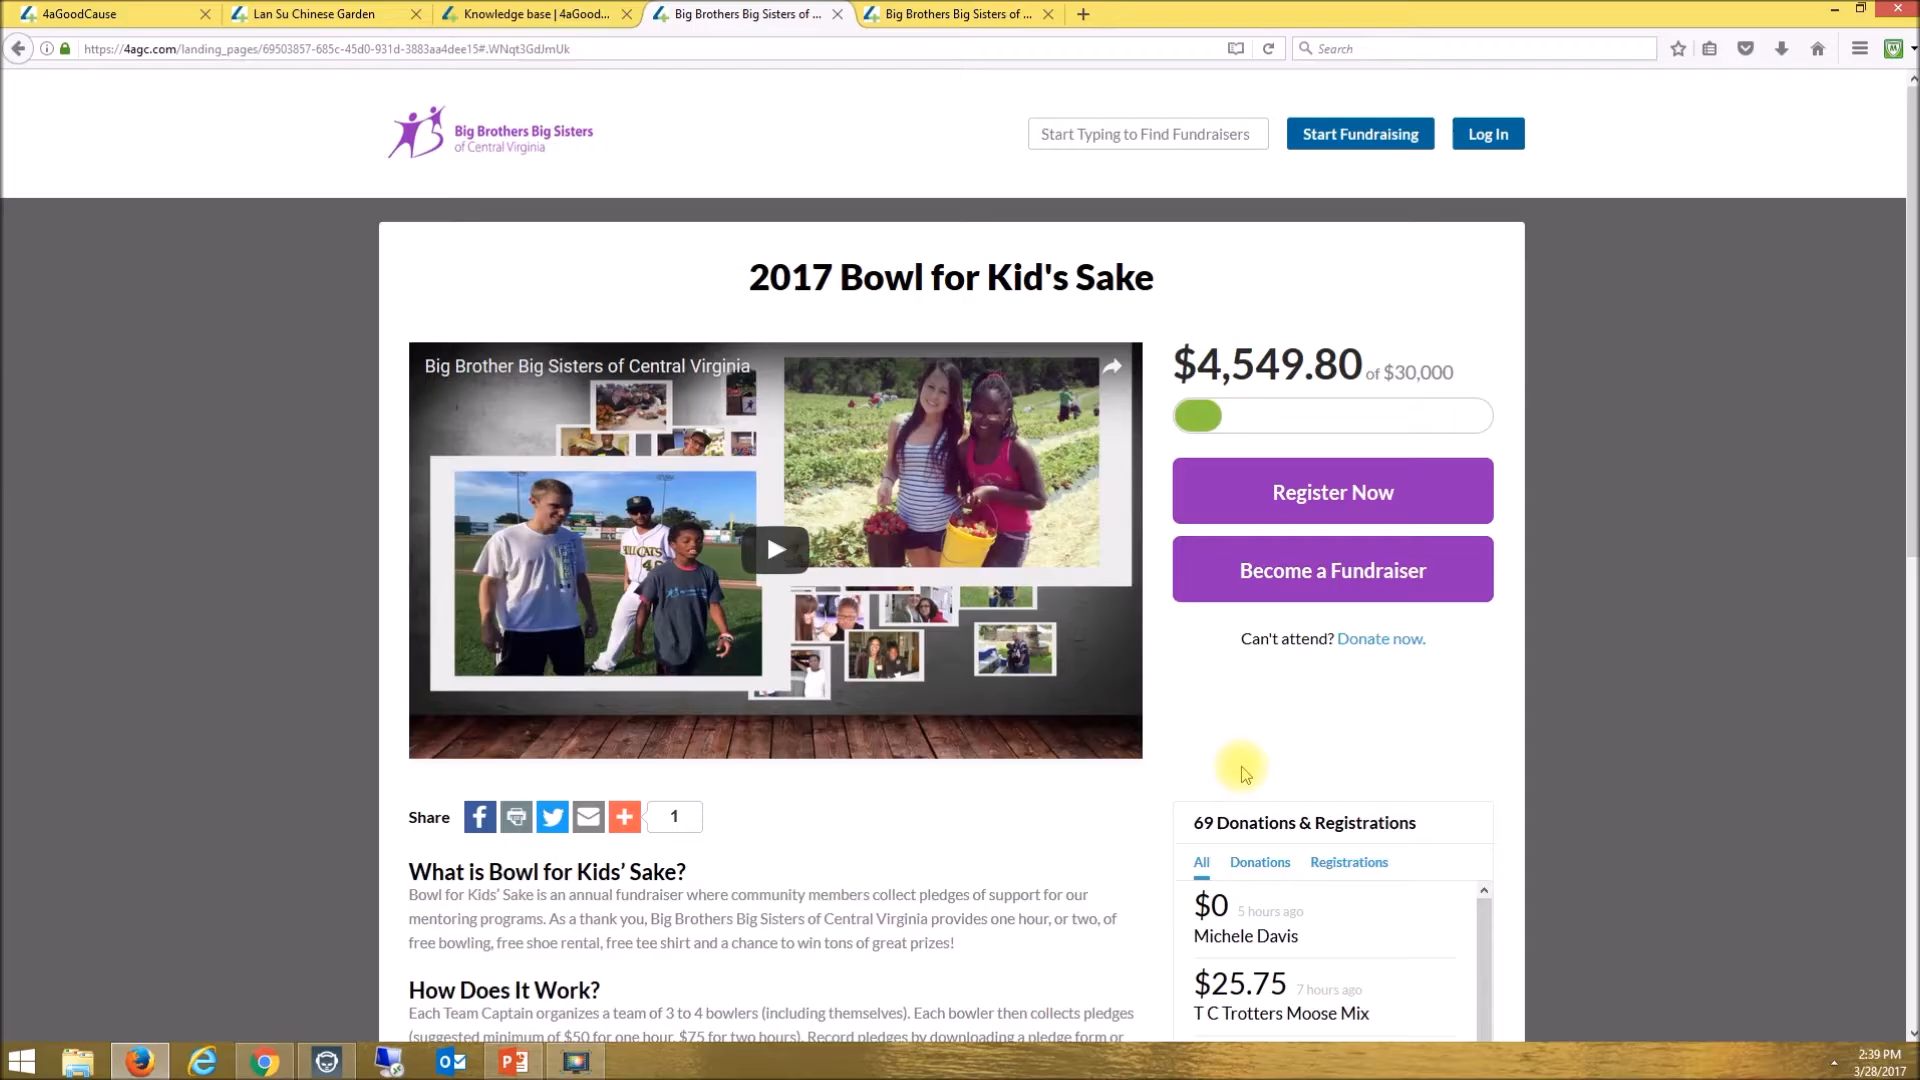 4aGoodCause
Lan Su Chinese Garden
Knowledge base | 4aGood...
Big Brothers Big Sisters of ...
Big Brothers Big Sisters of ...
https://4agc.com/landing_pages/69503857-685c-45d0-931d-3883aa4dee15#.WNqt3GdJmUk
Search
Big Brothers Big Sisters
of Central Virginia
Start Typing to Find Fundraisers
Start Fundraising
Log In
2017 Bowl for Kid's Sake
Big Brother Big Sisters of Central Virginia
HILLCATS
$4,549.80 of $30,000
Register Now
Become a Fundraiser
Can't attend? Donate now.
Share
1
69 Donations & Registrations
All Donations Registrations
$0 5 hours ago
Michele Davis
$25.75 7 hours ago
T C Trotters Moose Mix
What is Bowl for Kids’ Sake?
Bowl for Kids’ Sake is an annual fundraiser where community members collect pledges of support for our
mentoring programs. As a thank you, Big Brothers Big Sisters of Central Virginia provides one hour, or two, of
free bowling, free shoe rental, free tee shirt and a chance to win tons of great prizes!
How Does It Work?
Each Team Captain organizes a team of 3 to 4 bowlers (including themselves). Each bowler then collects pledges
(suggested minimum of $50 for one hour, $75 for two hours). Record pledges by downloading a pledge form or
2:39 PM
3/28/2017